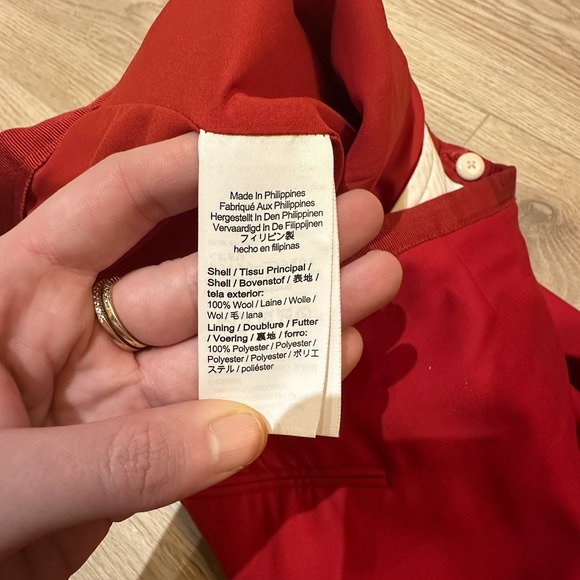 Made In Philippines
Fabriqué Aux Philippines
Hergestellt In Den Philippinen
Vervaardigd In De Filippijnen
フィリピン製
hecho en filipinas
Shell / Tissu Principal /
Shell / Bovenstof / 表地 /
tela exterior:
100% Wool / Laine / Wolle /
Wol / 毛 / lana
Lining / Doublure / Futter
/ Voering / 裏地 / forro:
100% Polyester / Polyester /
Polyester / Polyester / ポリエ
ステル / poliéster